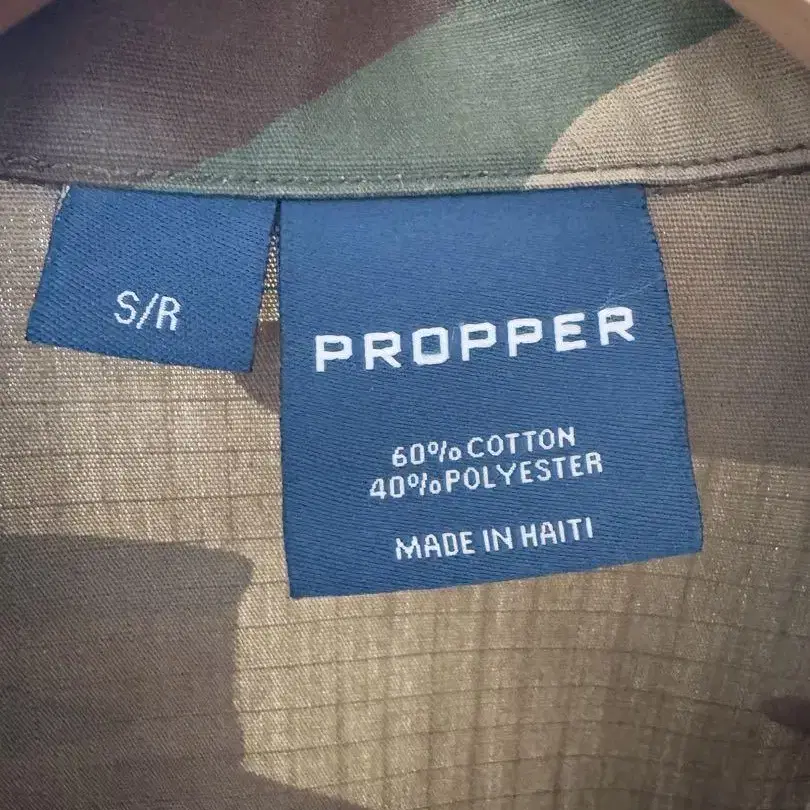 S/R
PROPPER
60% COTTON
40% POLYESTER
MADE IN HAITI